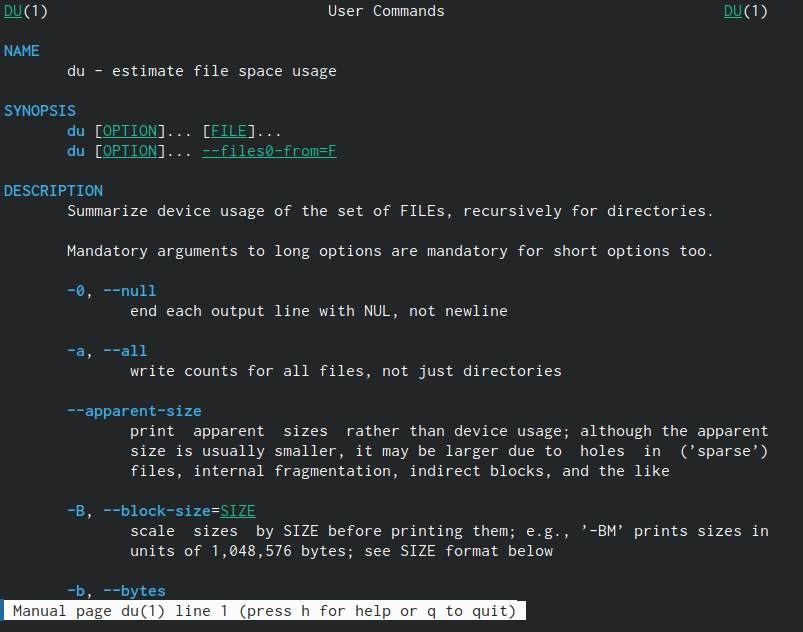 DU(1) User Commands DU(1)
NAME
du - estimate file space usage
SYNOPSIS
du [OPTION]... [FILE]...
du [OPTION]... --files0-from=F
DESCRIPTION
Summarize device usage of the set of FILEs, recursively for directories.
Mandatory arguments to long options are mandatory for short options too.
-0, --null
end each output line with NUL, not newline
-a, --all
write counts for all files, not just directories
--apparent-size
print apparent sizes rather than device usage; although the apparent
size is usually smaller, it may be larger due to holes in (’sparse’)
files, internal fragmentation, indirect blocks, and the like
-B, --block-size=SIZE
scale sizes by SIZE before printing them; e.g., ’-BM’ prints sizes in
units of 1,048,576 bytes; see SIZE format below
-b, --bytes
Manual page du(1) line 1 (press h for help or q to quit)